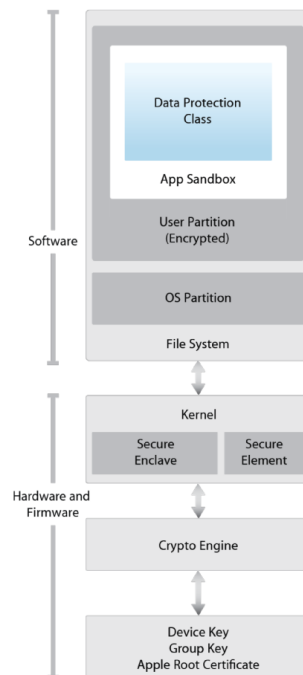 Data Protection
Class
App Sandbox
User Partition
(Encrypted)
Software
OS Partition
File System
Kernel
Secure
Enclave
Secure
Element
Hardware and
Firmware
Crypto Engine
Device Key
Group Key
Apple Root Certificate